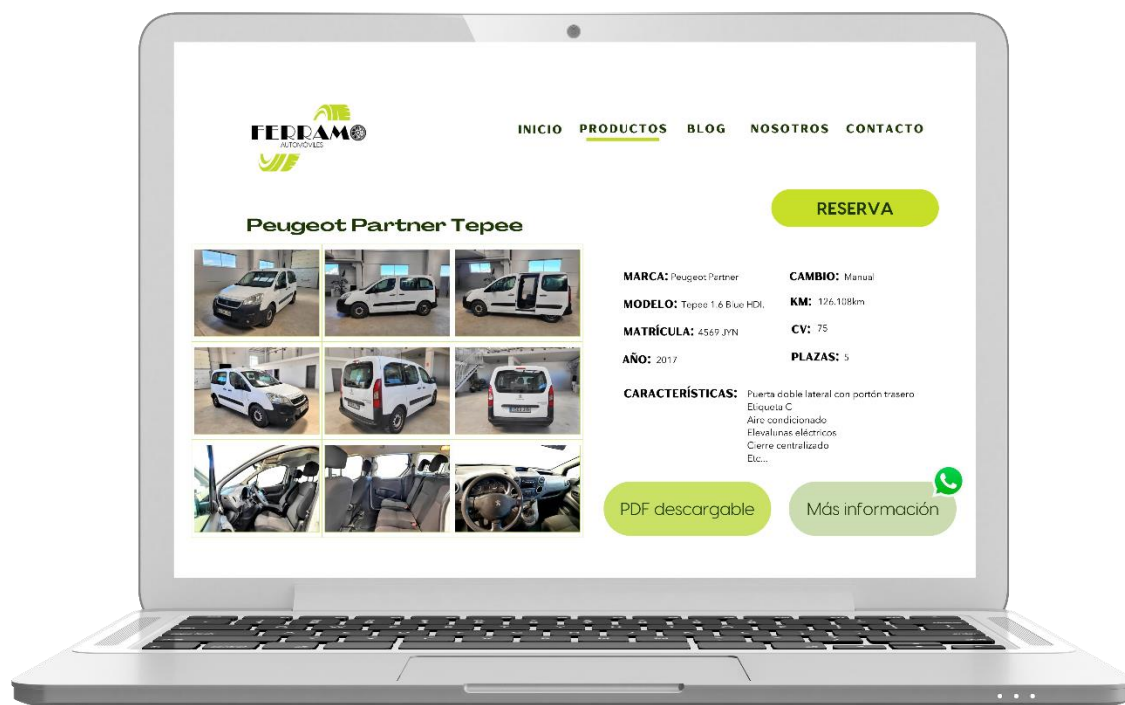 FERRAMO
AUTOMÓVILES
INICIO PRODUCTOS BLOG NOSOTROS CONTACTO
RESERVA
Peugeot Partner Tepee
MARCA: Peugeot Partner
CAMBIO: Manual
MODELO: Tepee 1.6 Blue HDI.
KM: 126.108km
MATRÍCULA: 4569 JYN
CV: 75
AÑO: 2017
PLAZAS: 5
CARACTERÍSTICAS: Puerta doble lateral con portón trasero
Etiqueta C
Aire condicionado
Elevalunas eléctricos
Cierre centralizado
Etc...
PDF descargable
Más información